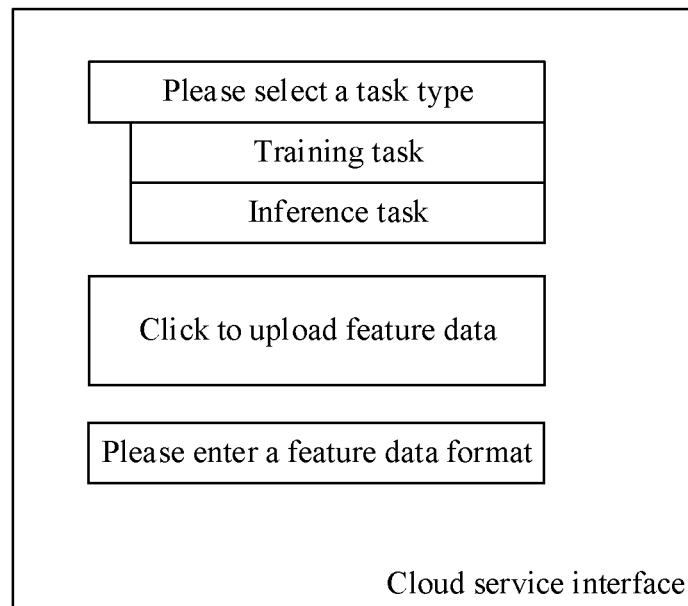 Please select a task type
Training task
Inference task
Click to upload feature data
Please enter a feature data format
Cloud service interface